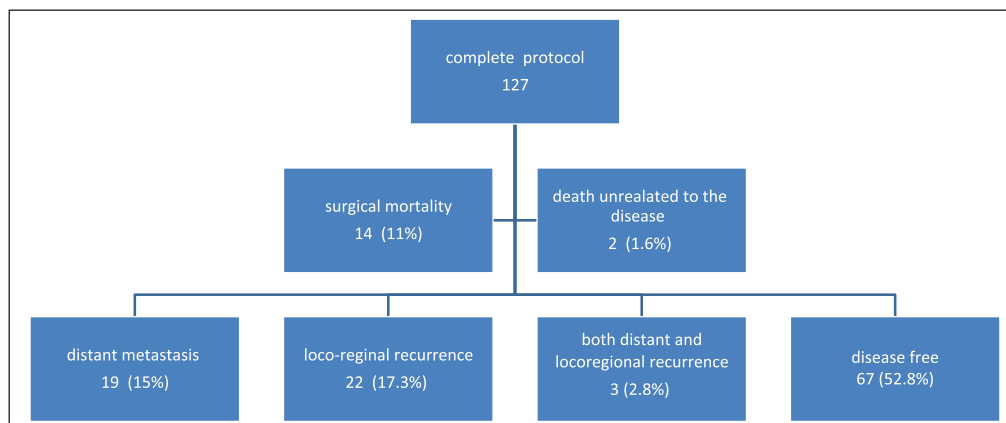 complete protocol
127
surgical mortality
14 (11%)
death unrealated to the
disease
2 (1.6%)
distant metastasis
19 (15%)
loco-reginal recurrence
22 (17.3%)
both distant and
locoregional recurrence
3 (2.8%)
disease free
67 (52.8%)